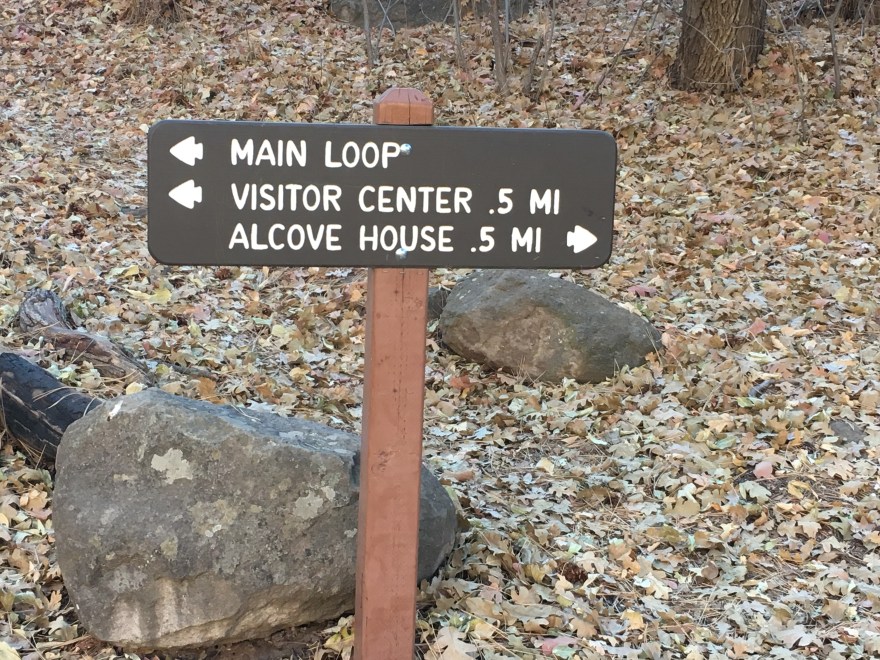 MAIN LOOP
VISITOR CENTER .5 MI
ALCOVE HOUSE .5 MI